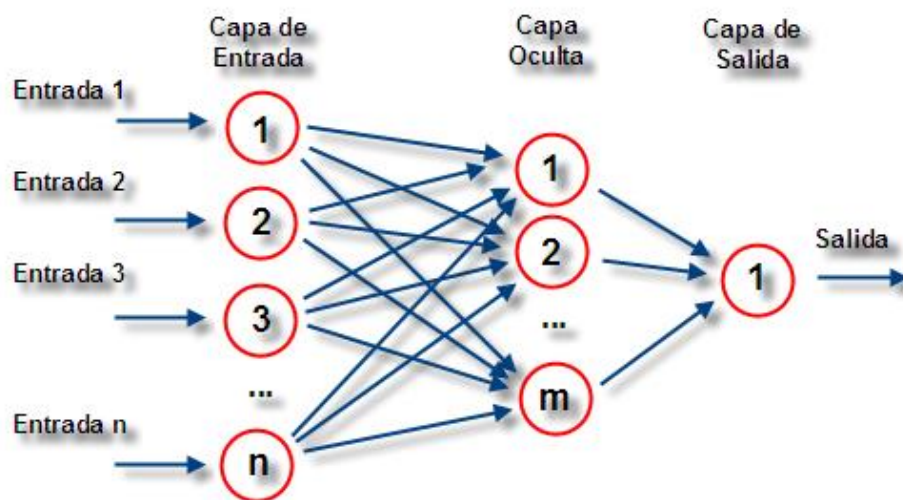 Capa de
Entrada
Capa
Oculta
Capa de
Salida
Entrada 1
1
Entrada 2
2
Entrada 3
3
...
Entrada n
n
1
2
...
m
1
Salida